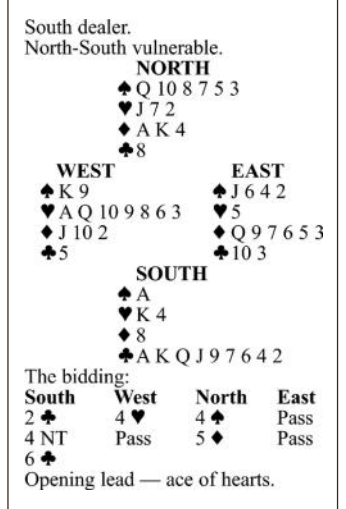 South dealer.
North-South vulnerable.
NORTH
♠ Q 10 8 7 5 3
♥ J 7 2
♦ A K 4
♣ 8
WEST EAST
♠ K 9 ♠ J 6 4 2
♥ A Q 10 9 8 6 3 ♥ 5
♦ J 10 2 ♦ Q 9 7 6 5 3
♣ 5 ♣ 10 3
SOUTH
♠ A
♥ K 4
♦ 8
♣ A K Q J 9 7 6 4 2
The bidding:
South West North East
2 ♣ 4 ♥ 4 ♠ Pass
4 NT Pass 5 ♦ Pass
6 ♣
Opening lead — ace of hearts.